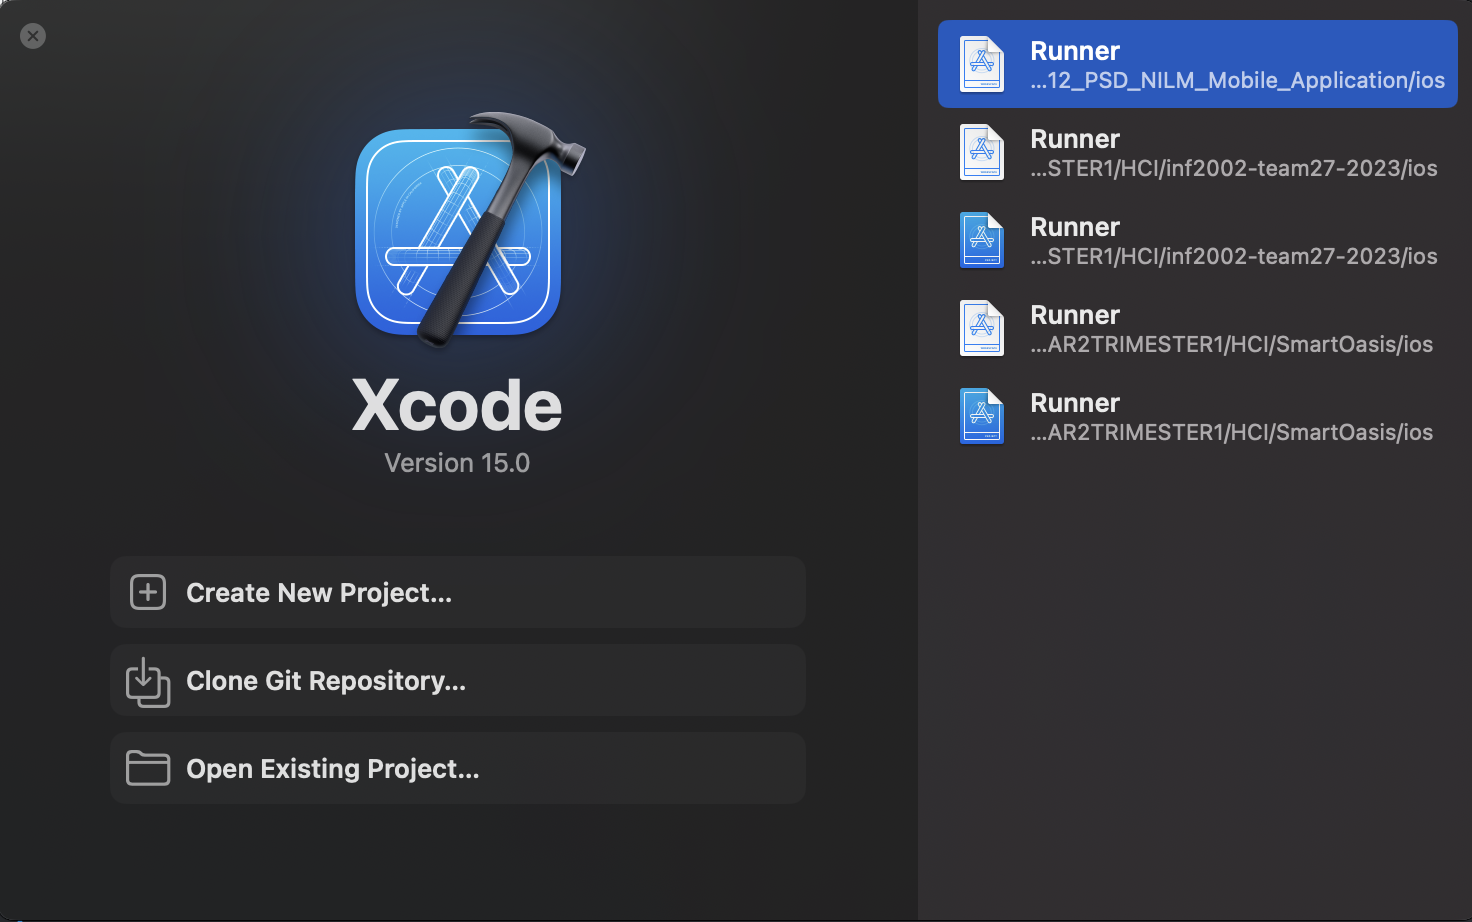 Xcode
Version 15.0
Create New Project...
Clone Git Repository...
Open Existing Project...
Runner
...12_PSD_NILM_Mobile_Application/ios
Runner
...STER1/HCI/inf2002-team27-2023/ios
Runner
...STER1/HCI/inf2002-team27-2023/ios
Runner
...AR2TRIMESTER1/HCI/SmartOasis/ios
Runner
...AR2TRIMESTER1/HCI/SmartOasis/ios